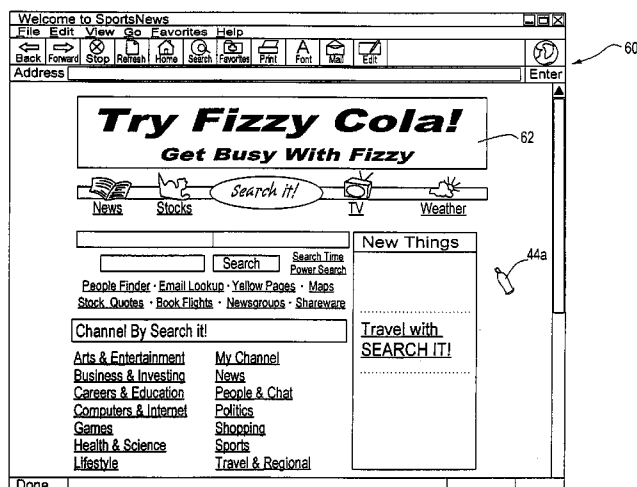 Welcome to SportsNews
File Edit View Go Favorites Help
Back Forward Stop Refresh Home Search Favorites Print Font Mail Edit
60
Address Enter
Try Fizzy Cola!
62
Get Busy With Fizzy
Search it!
News Stocks TV Weather
New Things
Search Search Time
Power Search
44a
People Finder · Email Lookup · Yellow Pages · Maps
Stock Quotes · Book Flights · Newsgroups · Shareware
Travel with
SEARCH IT!
Channel By Search it!
Arts & Entertainment My Channel
Business & Investing News
Careers & Education People & Chat
Computers & Internet Politics
Games Shopping
Health & Science Sports
Lifestyle Travel & Regional
Done